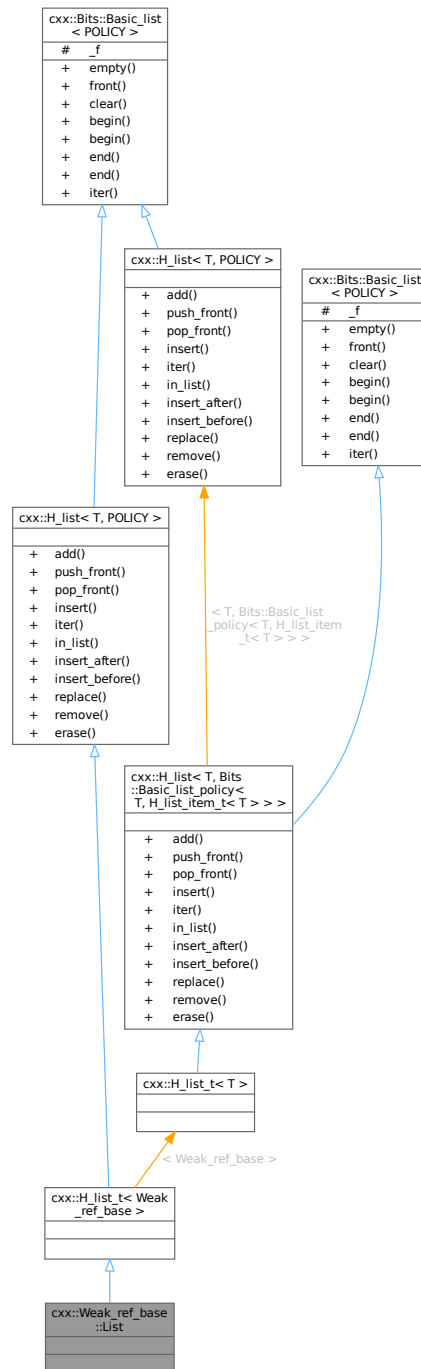 cxx::Bits::Basic_list
< POLICY >
# _f
+ empty()
+ front()
+ clear()
+ begin()
+ begin()
+ end()
+ end()
+ iter()
cxx::H_list< T, POLICY >
+ add()
+ push_front()
+ pop_front()
+ insert()
+ iter()
+ in_list()
+ insert_after()
+ insert_before()
+ replace()
+ remove()
+ erase()
cxx::Bits::Basic_list
< POLICY >
# _f
+ empty()
+ front()
+ clear()
+ begin()
+ begin()
+ end()
+ end()
+ iter()
cxx::H_list< T, POLICY >
+ add()
+ push_front()
+ pop_front()
+ insert()
+ iter()
+ in_list()
+ insert_after()
+ insert_before()
+ replace()
+ remove()
+ erase()
< T, Bits::Basic_list
_policy< T, H_list_item
_t< T > > >
cxx::H_list< T, Bits
::Basic_list_policy<
T, H_list_item_t< T > > >
+ add()
+ push_front()
+ pop_front()
+ insert()
+ iter()
+ in_list()
+ insert_after()
+ insert_before()
+ replace()
+ remove()
+ erase()
cxx::H_list_t< T >
< Weak_ref_base >
cxx::H_list_t< Weak
_ref_base >
cxx::Weak_ref_base
::List